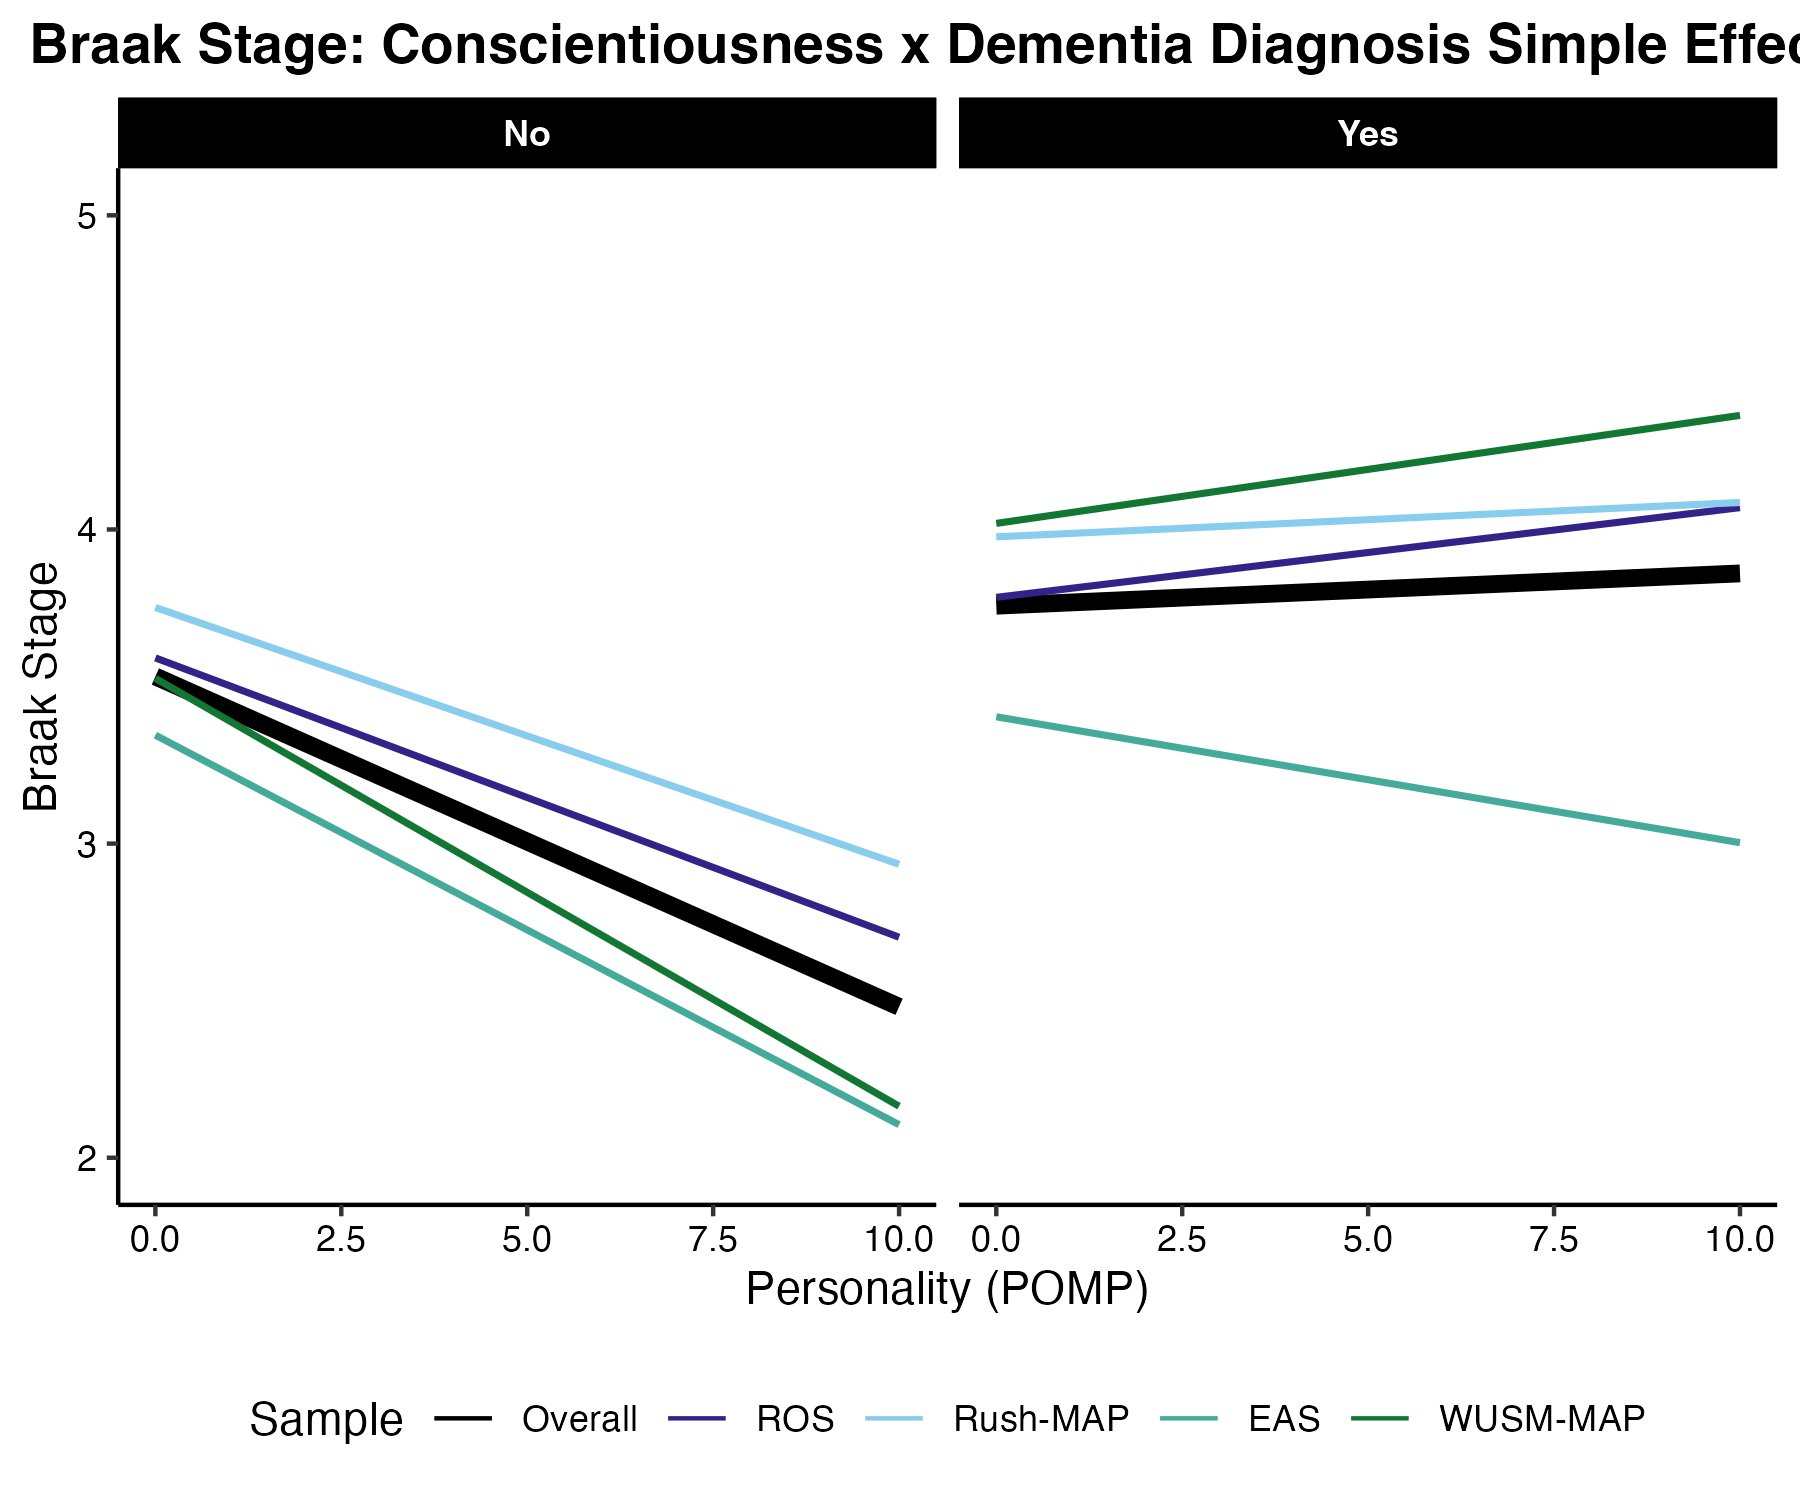 Braak Stage: Conscientiousness x Dementia Diagnosis Simple Effec
No
Yes
5
4
3
2
Braak Stage
0.0 2.5 5.0 7.5 10.0 0.0 2.5 5.0 7.5 10.0
Personality (POMP)
Sample Overall ROS Rush-MAP EAS WUSM-MAP